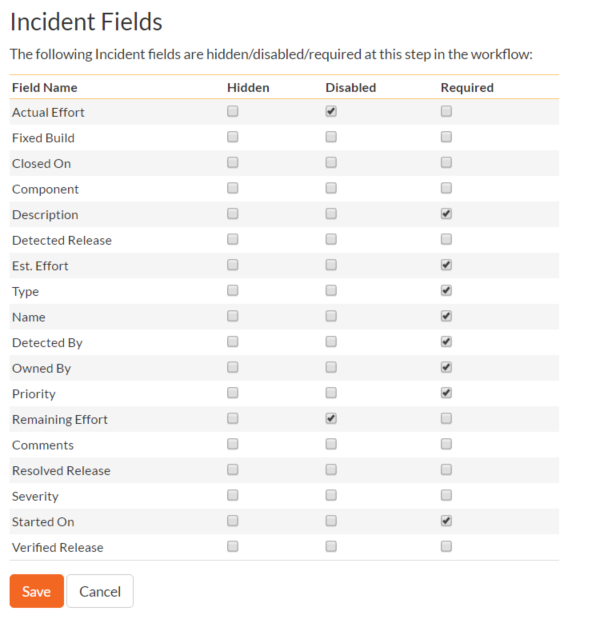 Incident Fields
The following Incident fields are hidden/disabled/required at this step in the workflow:
Field Name Hidden Disabled Required
Actual Effort
Fixed Build
Closed On
Component
Description
Detected Release
Est. Effort
Type
Name
Detected By
Owned By
Priority
Remaining Effort
Comments
Resolved Release
Severity
Started On
Verified Release
Save Cancel